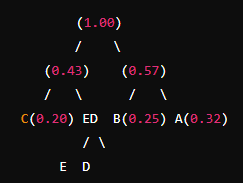 (1.00)
/ \
(0.43) (0.57)
/ \ / \
C(0.20) ED B(0.25) A(0.32)
/ \
E D